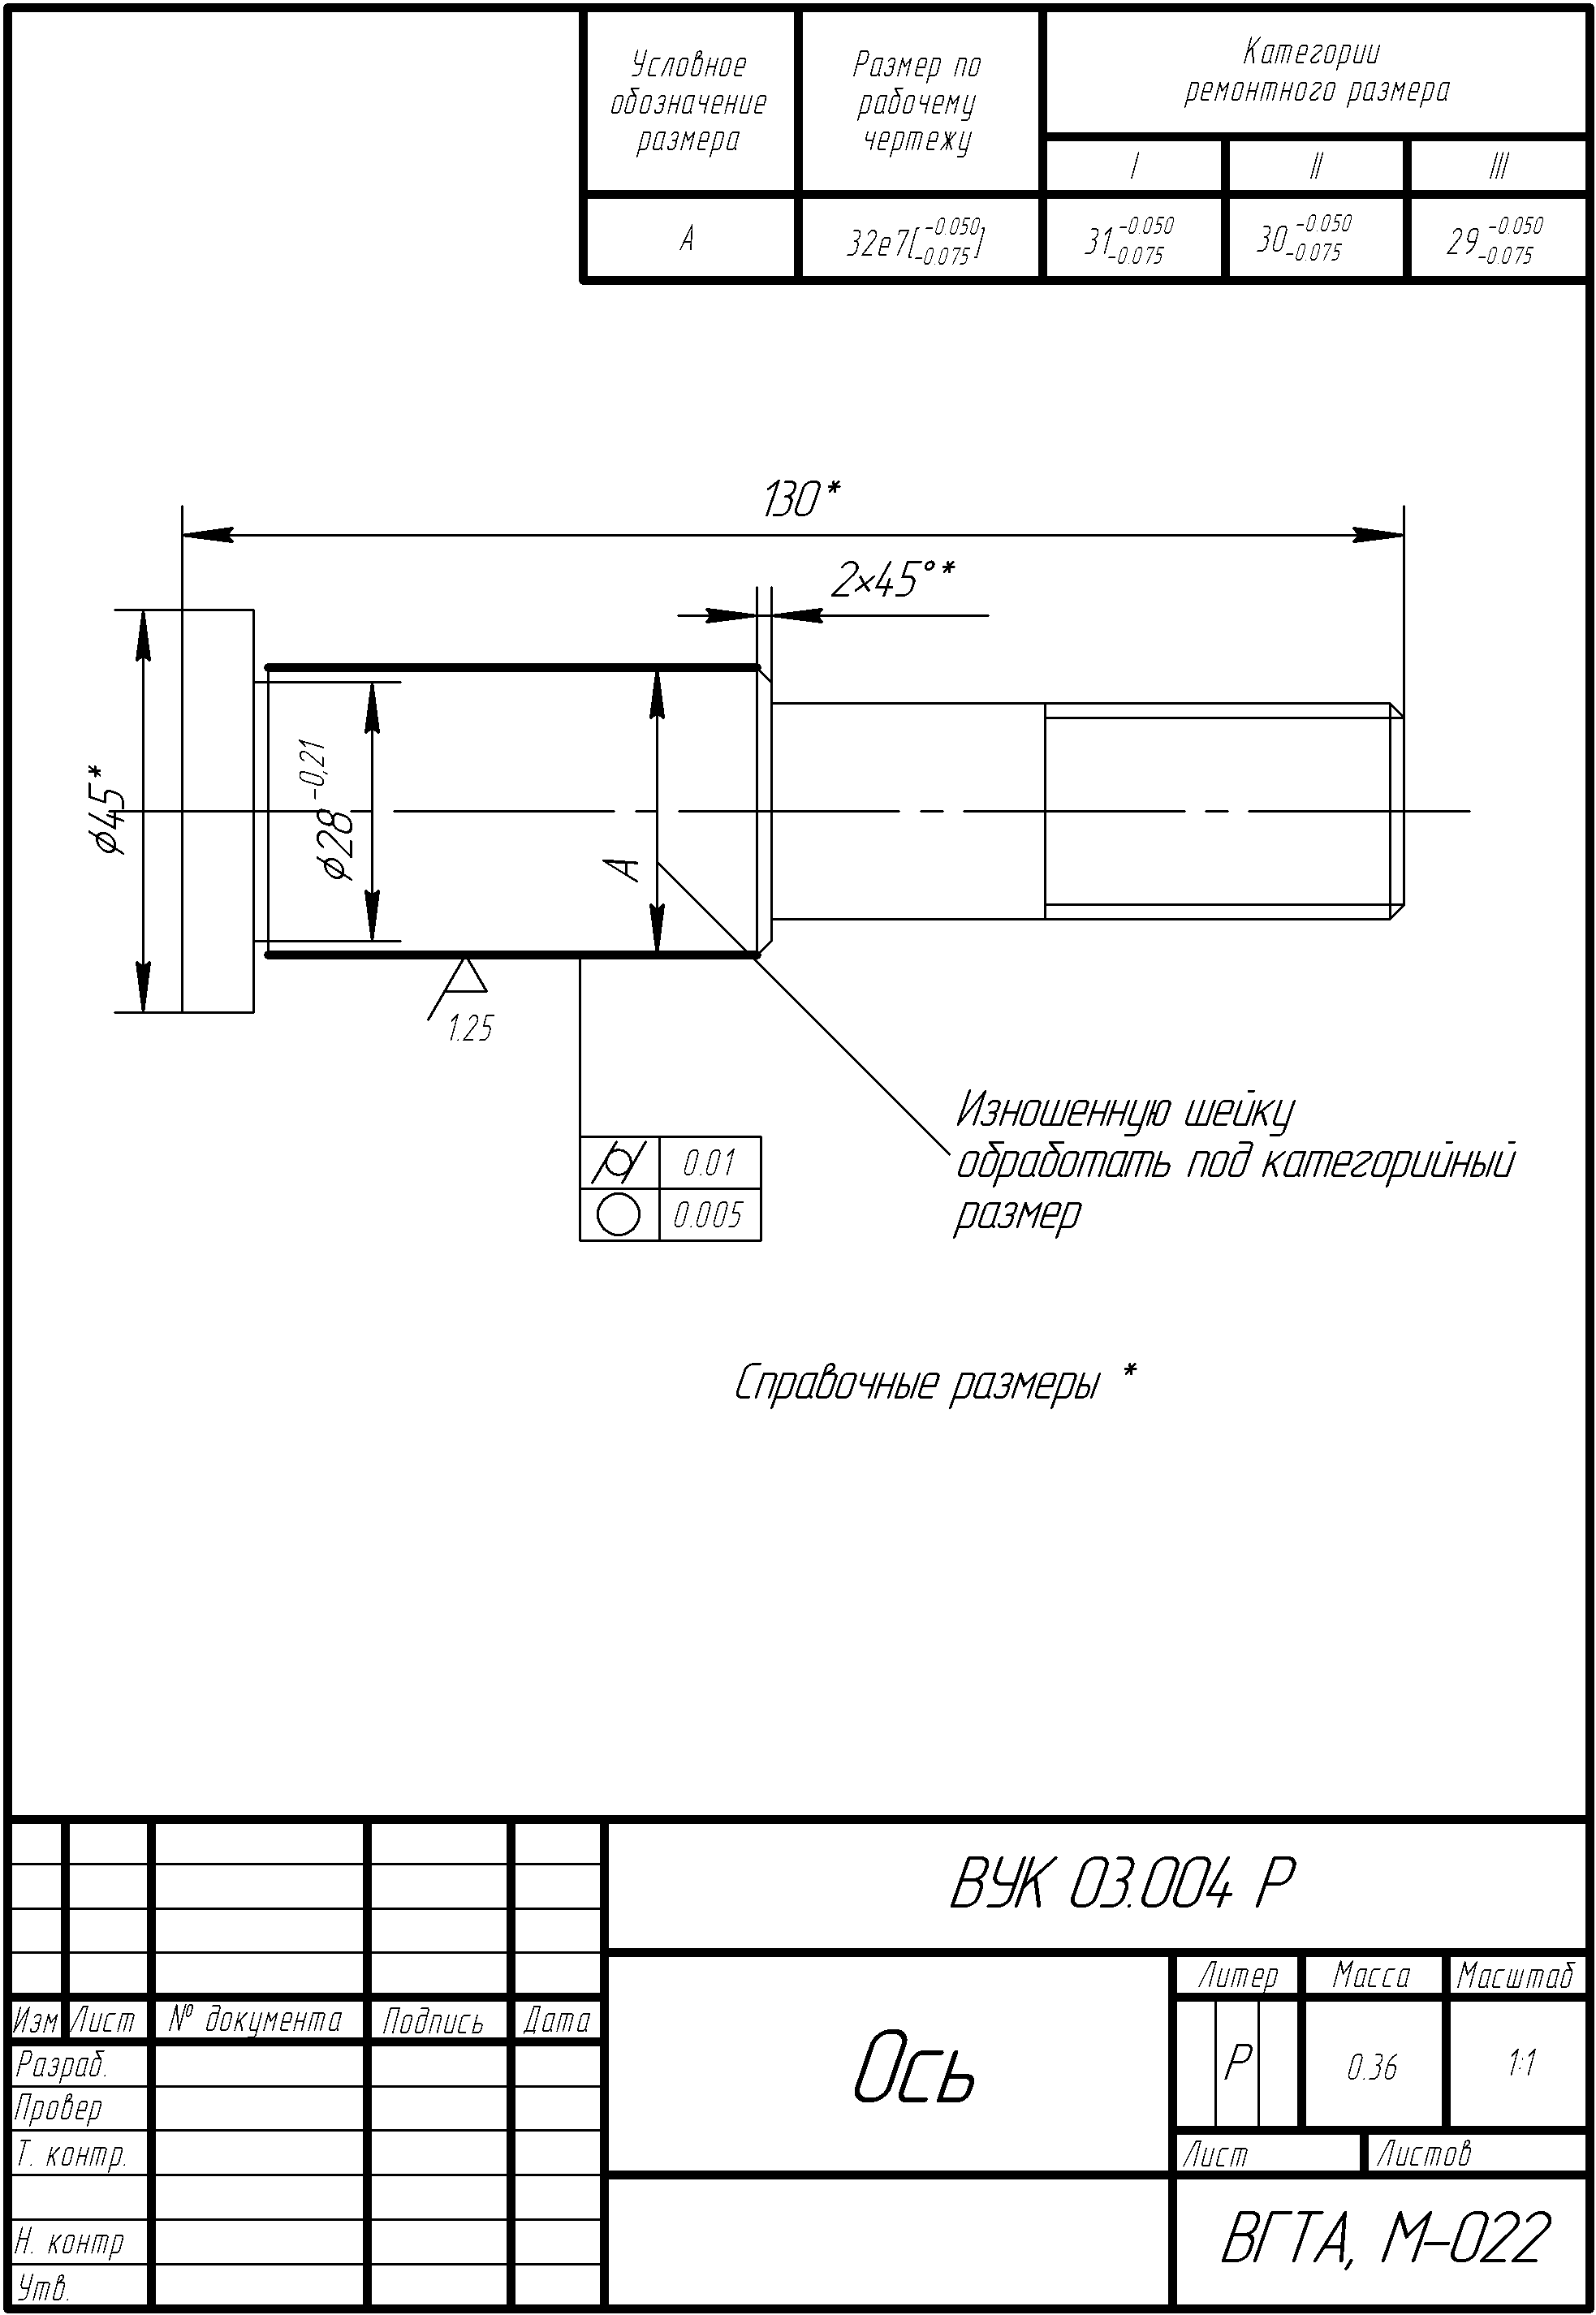 Условное
обозначение
размера
Размер по
рабочему
чертежу
Категории
ремонтного размера
I
II
III
А
32е7[-0.050
-0.075]
31-0.050
-0.075
30-0.050
-0.075
29-0.050
-0.075
130*
2×45°*
⌀45*
⌀28-0,21
А
1.25
0.01
0.005
Изношенную шейку
обработать под категорийный
размер
Справочные размеры *
ВУК 03.004 Р
Ось
Литер
Масса
Масштаб
Р
0.36
1:1
Лист
Листов
ВГТА, М-022
Изм
Лист
№ документа
Подпись
Дата
Разраб.
Провер
Т. контр.
Н. контр
Утв.